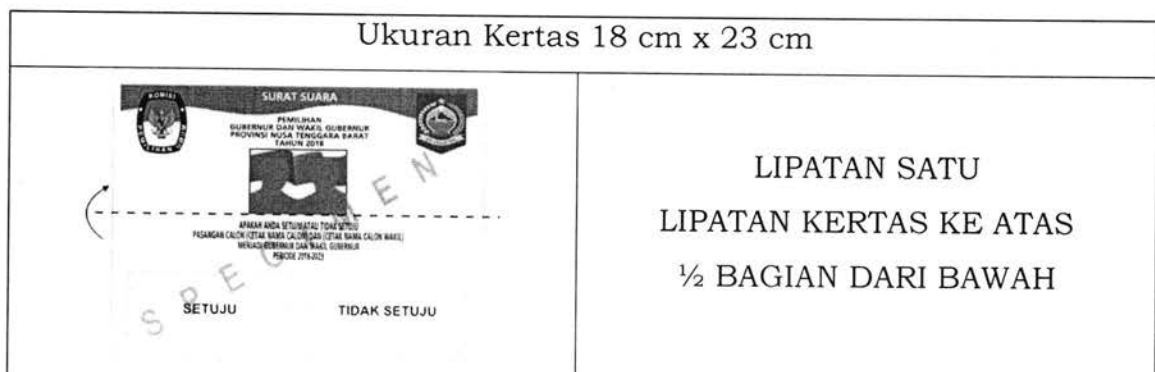 Ukuran Kertas 18 cm x 23 cm
KOMISI
PEMILIHAN UMUM
SURAT SUARA
PEMILIHAN
GUBERNUR DAN WAKIL GUBERNUR
PROVINSI NUSA TENGGARA BARAT
TAHUN 2018
APAKAH ANDA SETUJU ATAU TIDAK SETUJU
PASANGAN CALON (CETAK NAMA CALON) DAN (CETAK NAMA CALON WAKIL)
MENJADI GUBERNUR DAN WAKIL GUBERNUR
PERIODE 2018-2023
SPECIMEN
SETUJU TIDAK SETUJU
LIPATAN SATU
LIPATAN KERTAS KE ATAS
½ BAGIAN DARI BAWAH